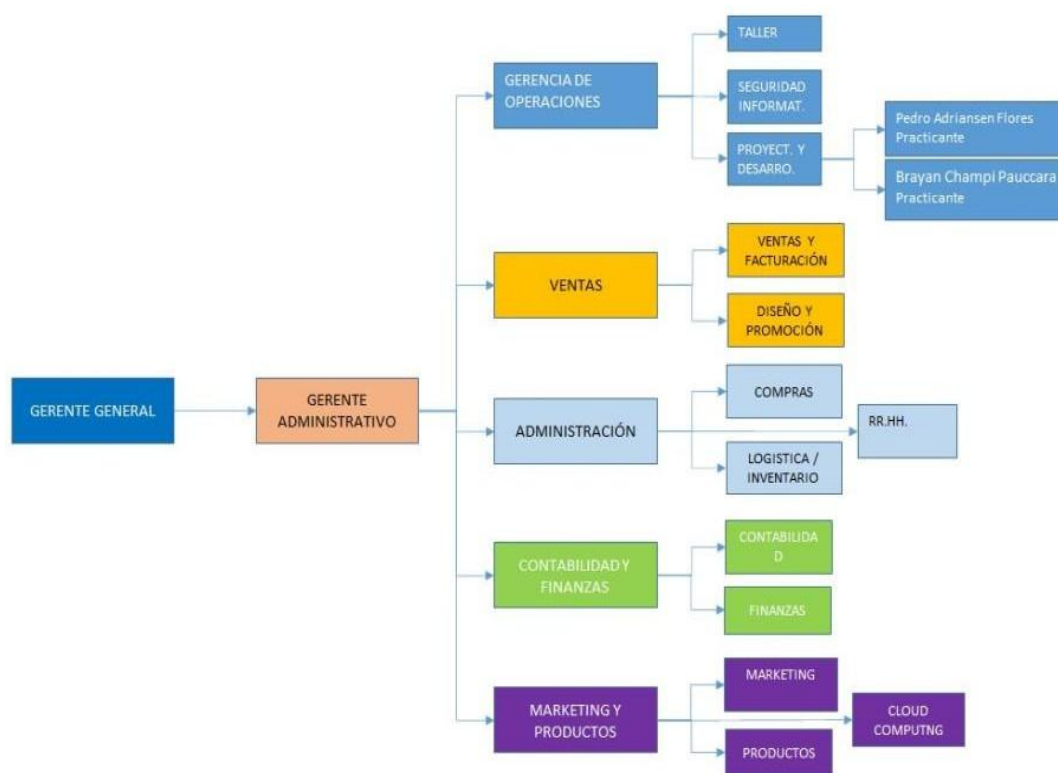 TALLER
GERENCIA DE
OPERACIONES
SEGURIDAD
INFORMAT.
PROYECT. Y
DESARRO.
Pedro Adriansen Flores
Practicante
Brayan Champi Pauccara
Practicante
VENTAS
VENTAS Y
FACTURACIÓN
DISEÑO Y
PROMOCIÓN
GERENTE GENERAL
GERENTE
ADMINISTRATIVO
ADMINISTRACIÓN
COMPRAS
RR.HH.
LOGISTICA /
INVENTARIO
CONTABILIDAD Y
FINANZAS
CONTABILIDA
D
FINANZAS
MARKETING Y
PRODUCTOS
MARKETING
CLOUD
COMPUTNG
PRODUCTOS